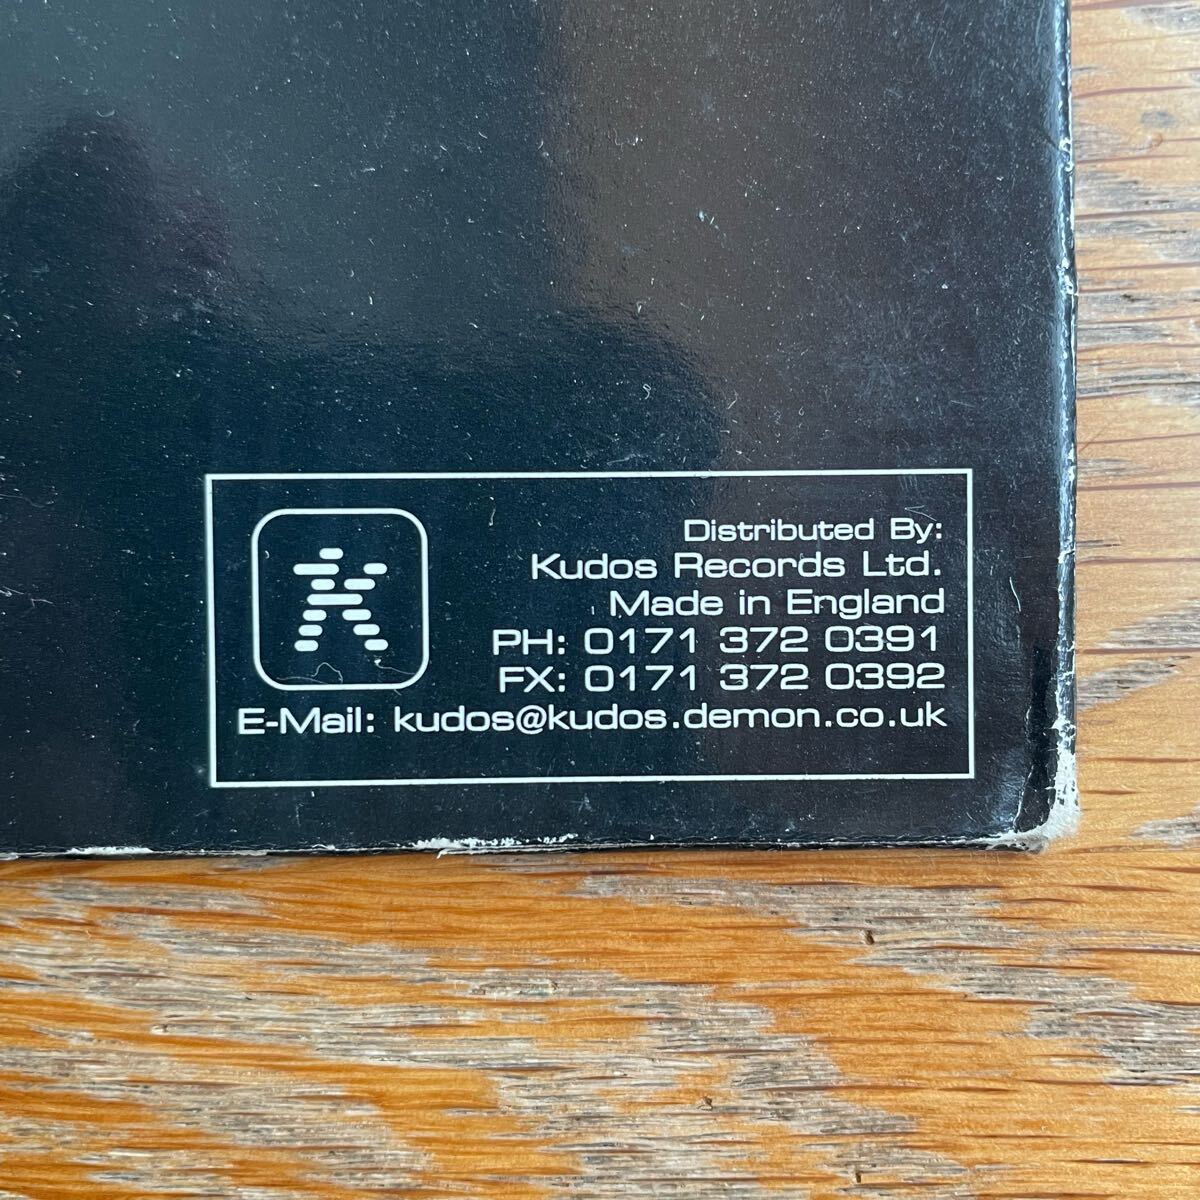 Distributed By:
Kudos Records Ltd.
Made in England
PH: 0171 372 0391
FX: 0171 372 0392
E-Mail: kudos@kudos.demon.co.uk